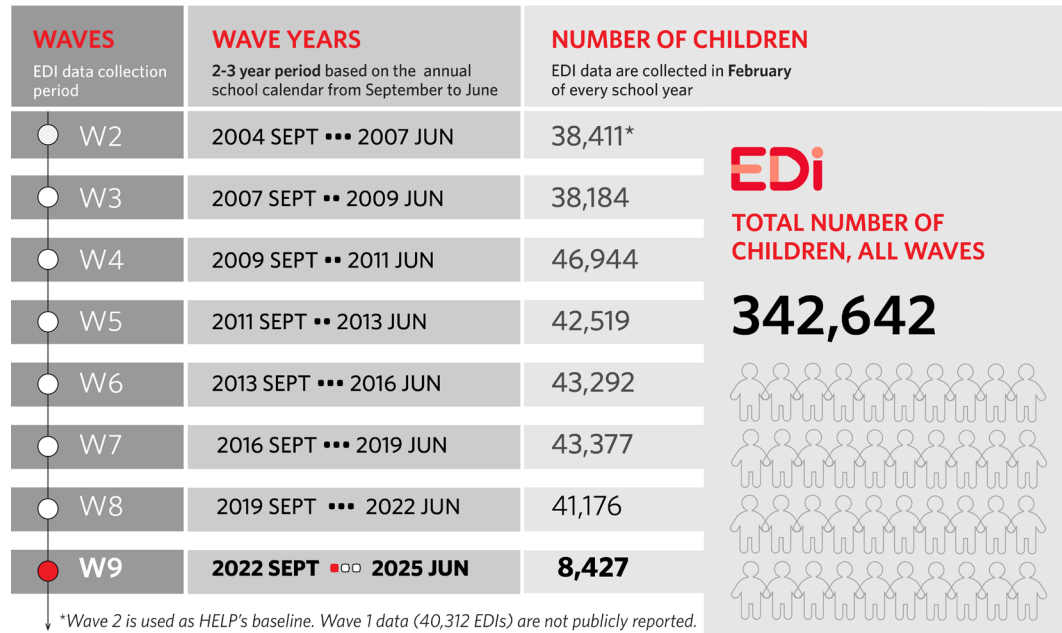 WAVES
EDI data collection
period
WAVE YEARS
2-3 year period based on the annual
school calendar from September to June
NUMBER OF CHILDREN
EDI data are collected in February
of every school year
W2
2004 SEPT ••• 2007 JUN
38,411*
W3
2007 SEPT •• 2009 JUN
38,184
W4
2009 SEPT •• 2011 JUN
46,944
W5
2011 SEPT •• 2013 JUN
42,519
W6
2013 SEPT ••• 2016 JUN
43,292
W7
2016 SEPT ••• 2019 JUN
43,377
W8
2019 SEPT ••• 2022 JUN
41,176
W9
2022 SEPT 2025 JUN
8,427
EDi
TOTAL NUMBER OF
CHILDREN, ALL WAVES
342,642
*Wave 2 is used as HELP's baseline. Wave 1 data (40,312 EDIs) are not publicly reported.